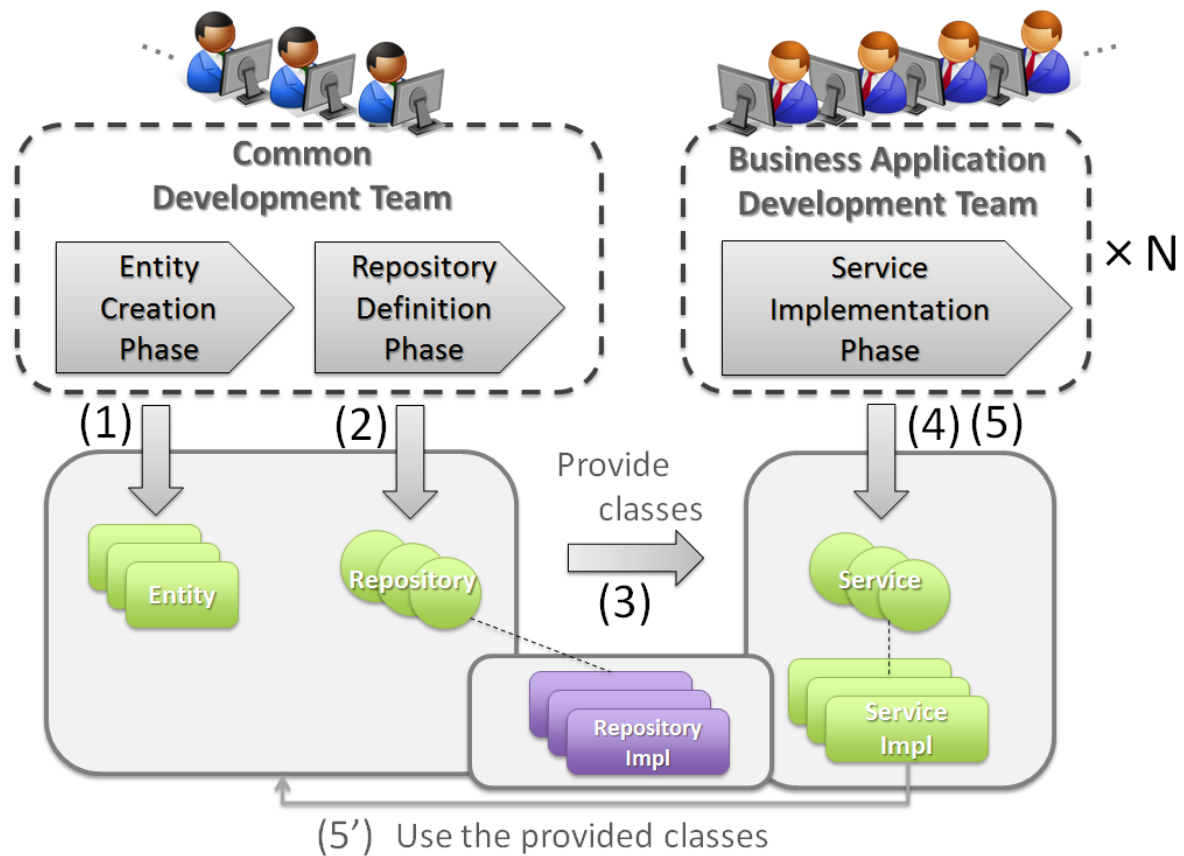 Common
Development Team
Business Application
Development Team
Entity
Creation
Phase
Repository
Definition
Phase
Service
Implementation
Phase
× N
(1)
(2)
(4) (5)
Provide
classes
(3)
Entity
Repository
Service
Repository
Impl
Service
Impl
(5’) Use the provided classes